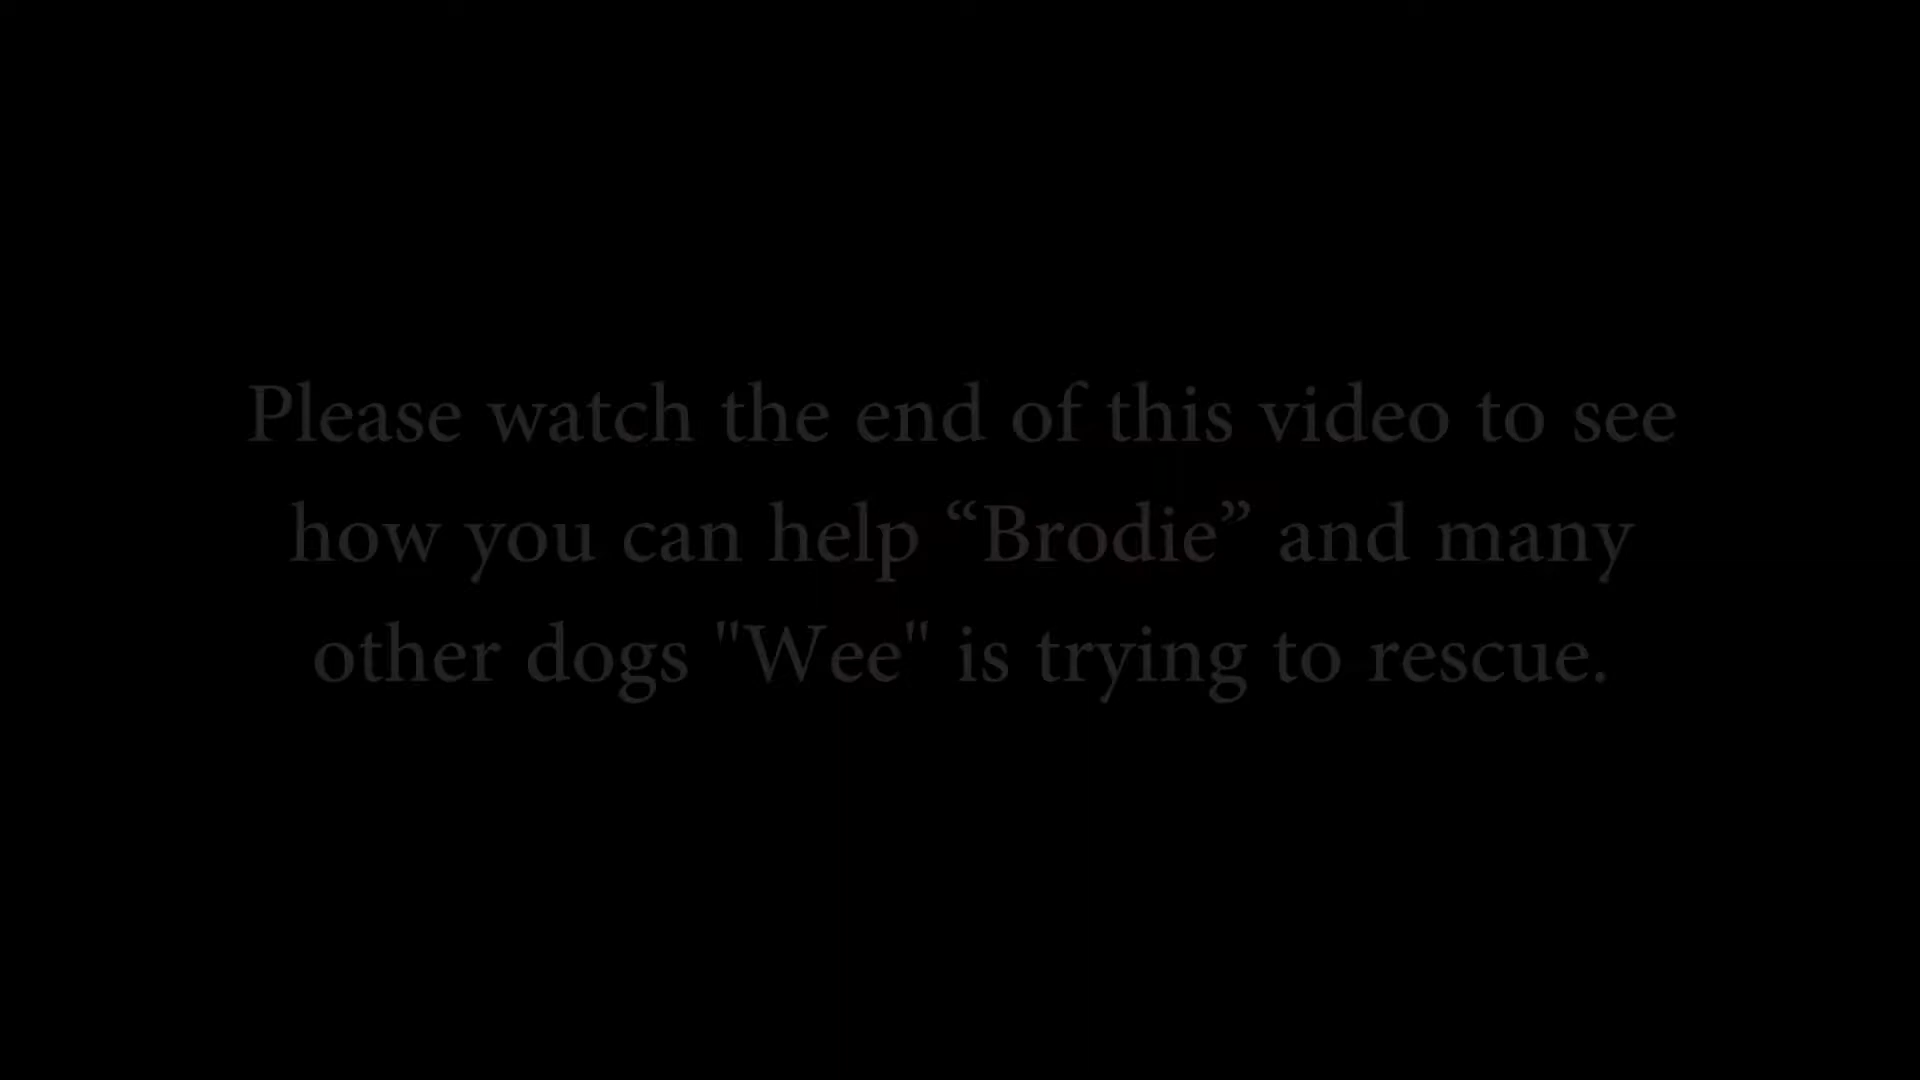 Please watch the end of this video to see
how you can help “Brodie” and many
other dogs "Wee" is trying to rescue.